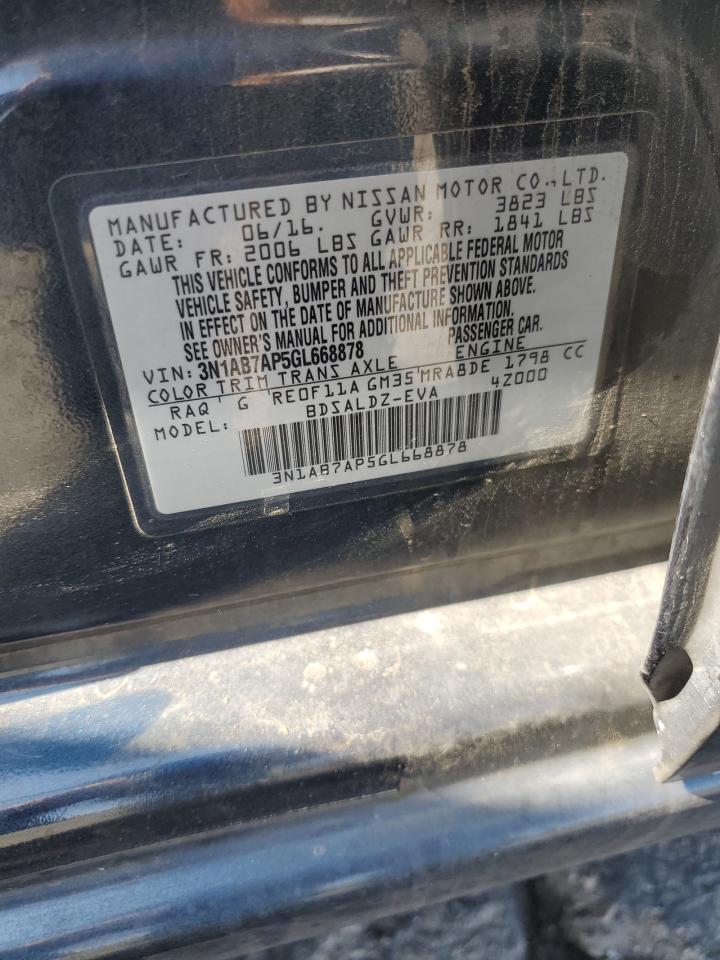 MANUFACTURED BY NISSAN MOTOR CO.,LTD.
DATE: 06/16. GVWR: 3823 LBS
GAWR FR: 2006 LBS GAWR RR: 1841 LBS
THIS VEHICLE CONFORMS TO ALL APPLICABLE FEDERAL MOTOR
VEHICLE SAFETY, BUMPER AND THEFT PREVENTION STANDARDS
IN EFFECT ON THE DATE OF MANUFACTURE SHOWN ABOVE.
SEE OWNER'S MANUAL FOR ADDITIONAL INFORMATION.
VIN: 3N1AB7AP5GL668878 PASSENGER CAR.
COLOR TRIM TRANS AXLE ENGINE
RAQ G RE0F11A GM35 MRA8DE 1798 CC
MODEL: BDSALDZ-EVA 4Z000
3N1AB7AP5GL668878